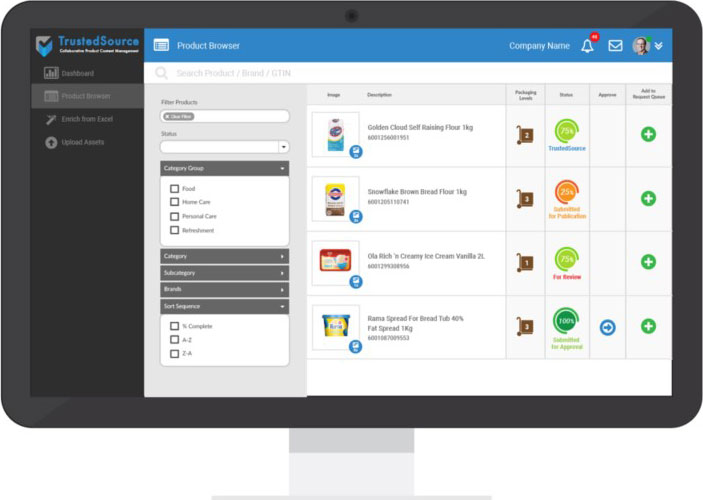 TrustedSource
Collaborative Product Content Management
Product Browser
Company Name
Dashboard
Product Browser
Enrich from Excel
Upload Assets
Search Product / Brand / GTIN
Filter Products
Clear Filter
Status
Category Group
Food
Home Care
Personal Care
Refreshment
Category
Subcategory
Brands
Sort Sequence
% Complete
A-Z
Z-A
Image
Description
Packaging Levels
Status
Approve
Add to Request Queue
Golden Cloud Self Raising Flour 1kg
6001256001951
2
75%
TrustedSource
Snowflake Brown Bread Flour 1kg
6001205110741
3
25%
Submitted
for Publication
Ola Rich 'n Creamy Ice Cream Vanilla 2L
6001299308956
1
75%
For Review
Rama Spread For Bread Tub 40%
Fat Spread 1Kg
6001087009553
Rama
3
100%
Submitted
for Approval